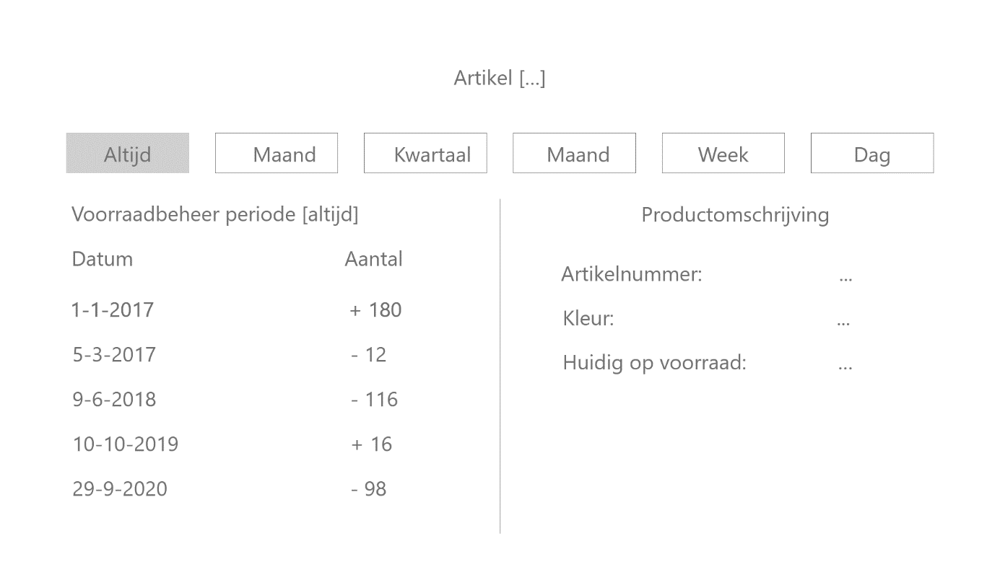 Artikel [...]
Altijd Maand Kwartaal Maand Week Dag
Voorraadbeheer periode [altijd]
Datum Aantal
1-1-2017 + 180
5-3-2017 - 12
9-6-2018 - 116
10-10-2019 + 16
29-9-2020 - 98
Productomschrijving
Artikelnummer: ...
Kleur: ...
Huidig op voorraad: ...